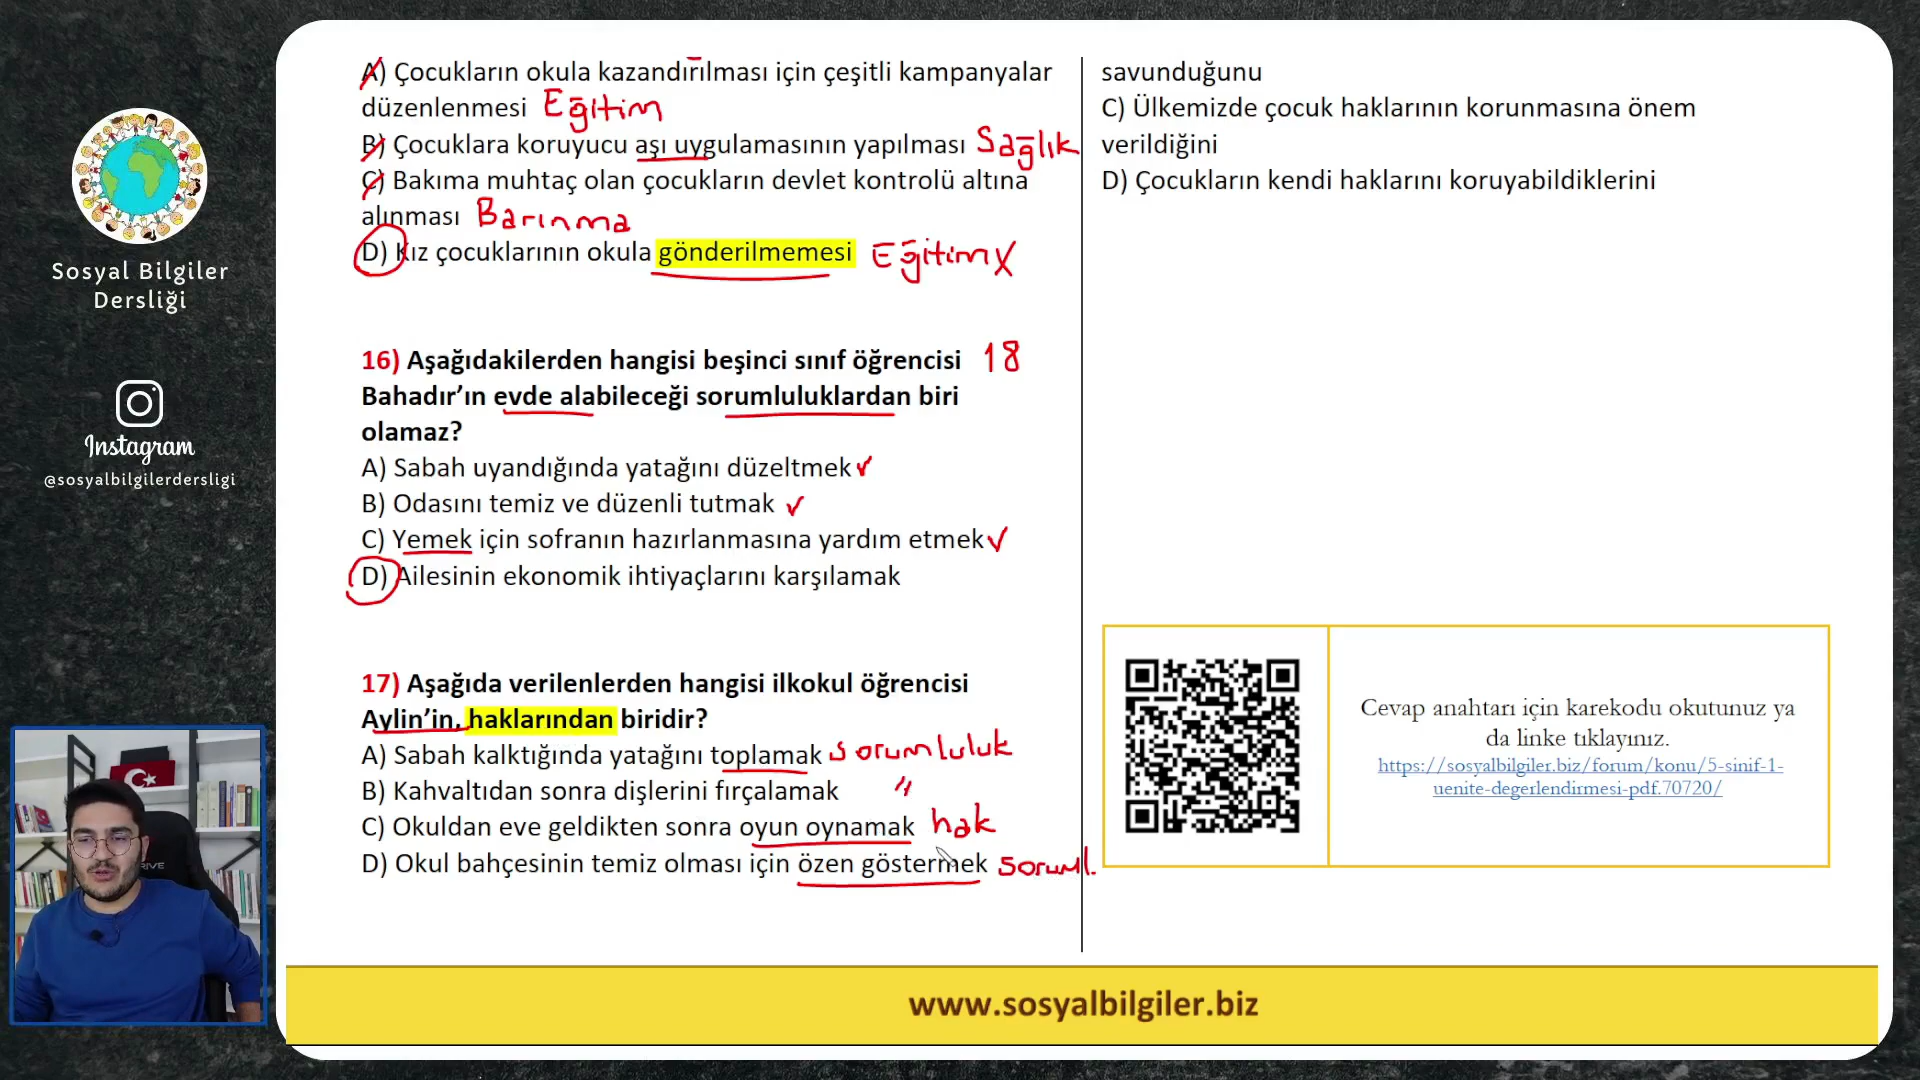 Sosyal Bilgiler
Dersliği
Instagram
@sosyalbilgilerdersligi
A) Çocukların okula kazandırılması için çeşitli kampanyalar
düzenlenmesi Eğitim
B) Çocuklara koruyucu aşı uygulamasının yapılması Sağlık
C) Bakıma muhtaç olan çocukların devlet kontrolü altına
alınması Barınma
D) Kız çocuklarının okula gönderilmemesi Eğitim X
16) Aşağıdakilerden hangisi beşinci sınıf öğrencisi 18
Bahadır’ın evde alabileceği sorumluluklardan biri
olamaz?
A) Sabah uyandığında yatağını düzeltmek ✓
B) Odasını temiz ve düzenli tutmak ✓
C) Yemek için sofranın hazırlanmasına yardım etmek ✓
D) Ailesinin ekonomik ihtiyaçlarını karşılamak
17) Aşağıda verilenlerden hangisi ilkokul öğrencisi
Aylin’in, haklarından biridir?
A) Sabah kalktığında yatağını toplamak sorumluluk
B) Kahvaltıdan sonra dişlerini fırçalamak "
C) Okuldan eve geldikten sonra oyun oynamak hak
D) Okul bahçesinin temiz olması için özen göstermek soruml.
savunduğunu
C) Ülkemizde çocuk haklarının korunmasına önem
verildiğini
D) Çocukların kendi haklarını koruyabildiklerini
Cevap anahtarı için karekodu okutunuz ya
da linke tıklayınız.
https://sosyalbilgiler.biz/forum/konu/5-sinif-1-
uenite-degerlendirmesi-pdf.70720/
www.sosyalbilgiler.biz